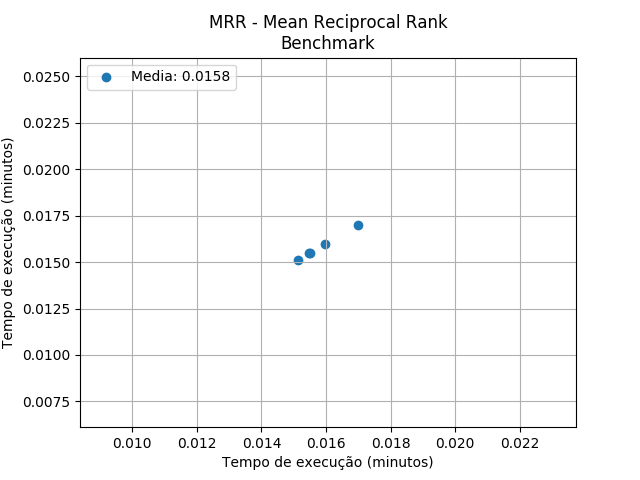 MRR - Mean Reciprocal Rank
Benchmark
Media: 0.0158
0.0250
0.0225
0.0200
0.0175
0.0150
0.0125
0.0100
0.0075
Tempo de execução (minutos)
0.010 0.012 0.014 0.016 0.018 0.020 0.022
Tempo de execução (minutos)